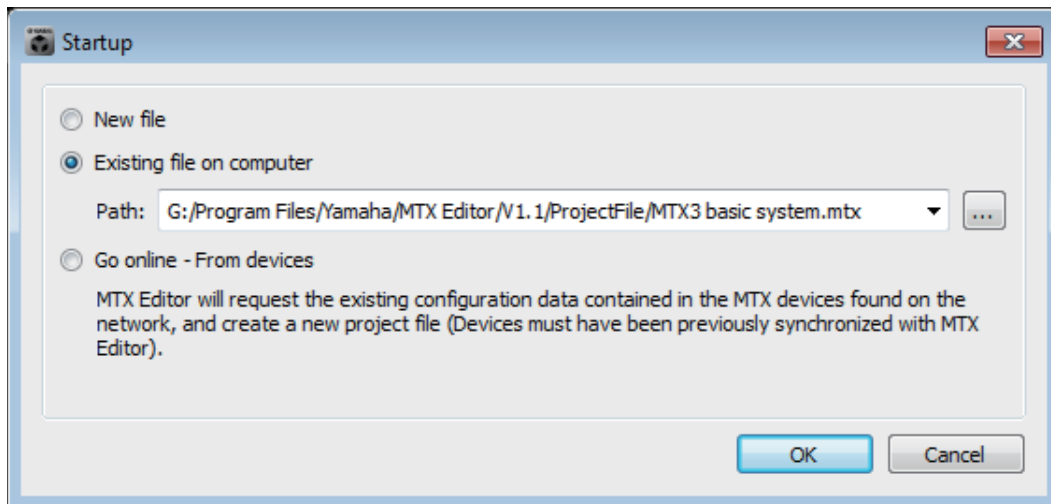 Startup
New file
Existing file on computer
Path: G:/Program Files/Yamaha/MTX Editor/V1.1/ProjectFile/MTX3 basic system.mtx ...
Go online - From devices
MTX Editor will request the existing configuration data contained in the MTX devices found on the
network, and create a new project file (Devices must have been previously synchronized with MTX
Editor).
OK Cancel